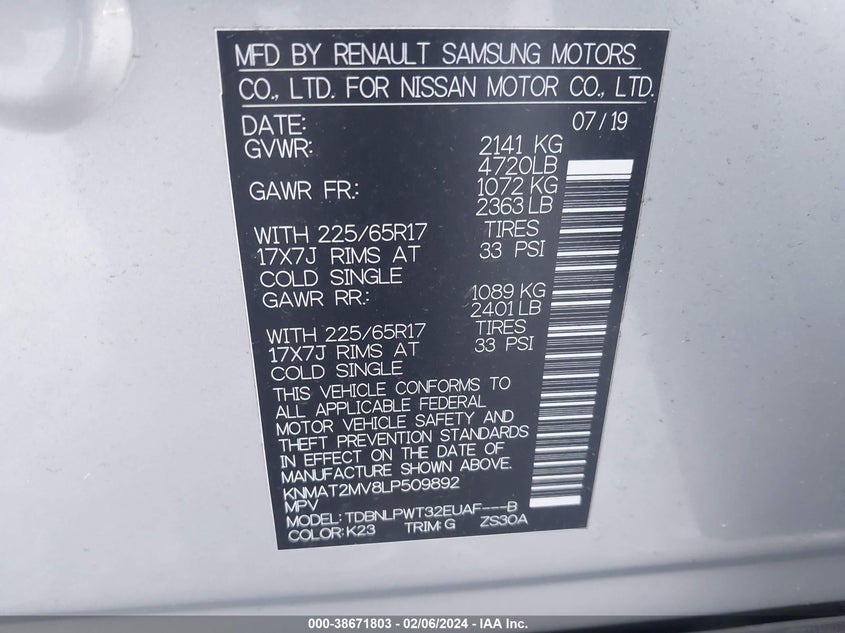 MFD BY RENAULT SAMSUNG MOTORS
CO., LTD. FOR NISSAN MOTOR CO., LTD.
DATE: 07/19
GVWR: 2141 KG
4720LB
GAWR FR.: 1072 KG
2363 LB
WITH 225/65R17 TIRES
17X7J RIMS AT 33 PSI
COLD SINGLE
GAWR RR.: 1089 KG
2401 LB
WITH 225/65R17 TIRES
17X7J RIMS AT 33 PSI
COLD SINGLE
THIS VEHICLE CONFORMS TO
ALL APPLICABLE FEDERAL
MOTOR VEHICLE SAFETY AND
THEFT PREVENTION STANDARDS
IN EFFECT ON THE DATE OF
MANUFACTURE SHOWN ABOVE.
KNMAT2MV8LP509892
MPV
MODEL: TDBNLPWT32EUAF---B
COLOR: K23 TRIM: G ZS30A
000-38671803 - 02/06/2024 - IAA Inc.